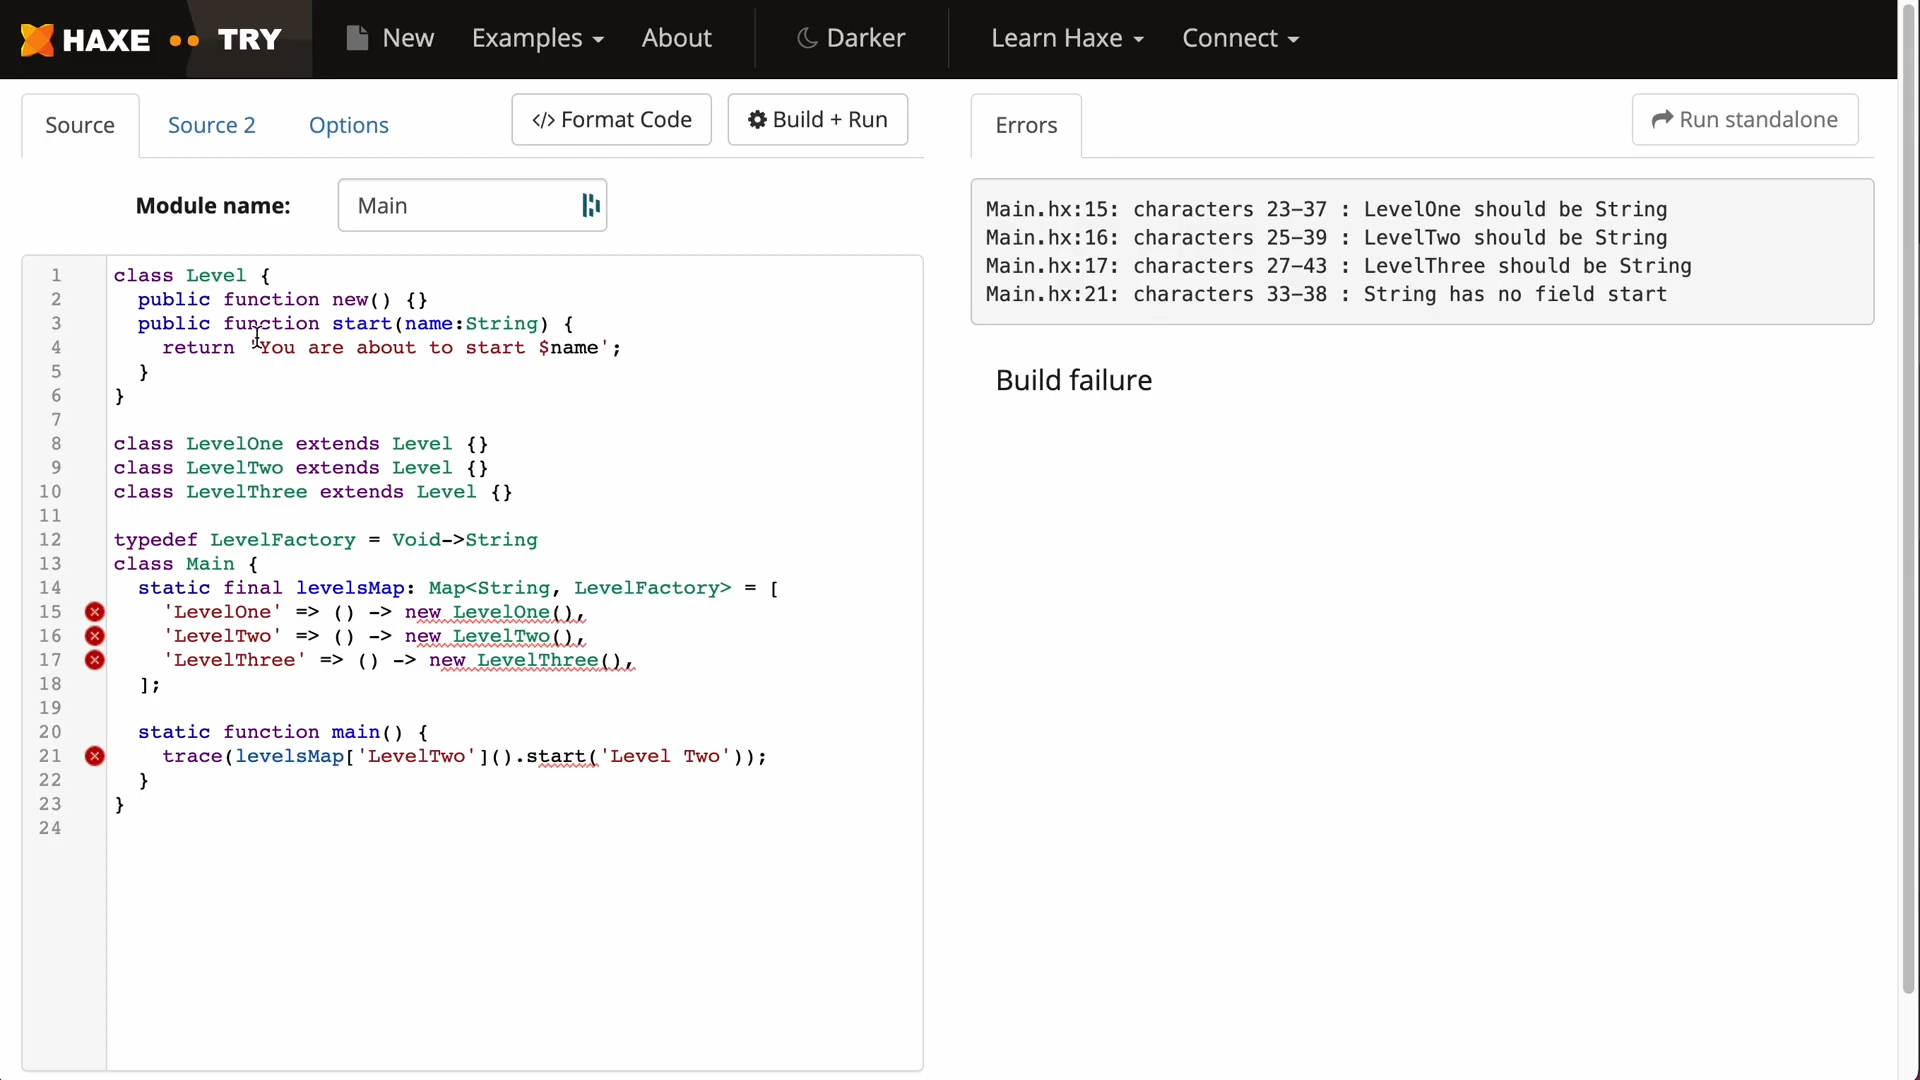 HAXE TRY New Examples About Darker Learn Haxe Connect
Source Source 2 Options </> Format Code Build + Run Errors Run standalone
Module name: Main
Main.hx:15: characters 23-37 : LevelOne should be String
Main.hx:16: characters 25-39 : LevelTwo should be String
Main.hx:17: characters 27-43 : LevelThree should be String
Main.hx:21: characters 33-38 : String has no field start
Build failure
1 class Level {
2 public function new() {}
3 public function start(name:String) {
4 return 'You are about to start $name';
5 }
6 }
7
8 class LevelOne extends Level {}
9 class LevelTwo extends Level {}
10 class LevelThree extends Level {}
11
12 typedef LevelFactory = Void->String
13 class Main {
14 static final levelsMap: Map<String, LevelFactory> = [
15 'LevelOne' => () -> new LevelOne(),
16 'LevelTwo' => () -> new LevelTwo(),
17 'LevelThree' => () -> new LevelThree(),
18 ];
19
20 static function main() {
21 trace(levelsMap['LevelTwo']().start('Level Two'));
22 }
23 }
24